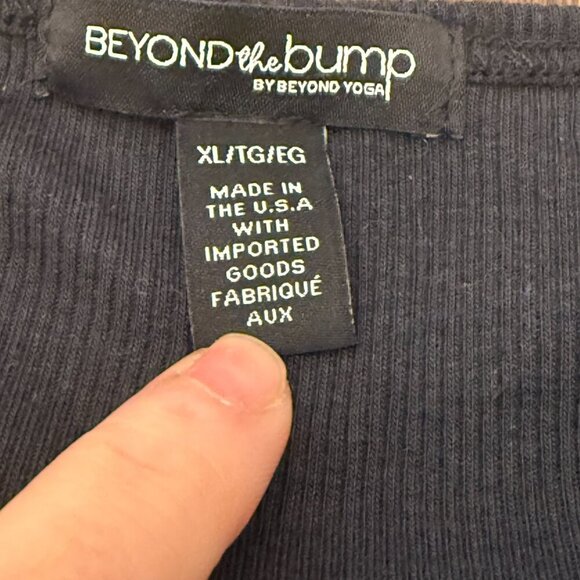 BEYOND the bump
BY BEYOND YOGA
XL/TG/EG
MADE IN
THE U.S.A
WITH
IMPORTED
GOODS
FABRIQUÉ
AUX